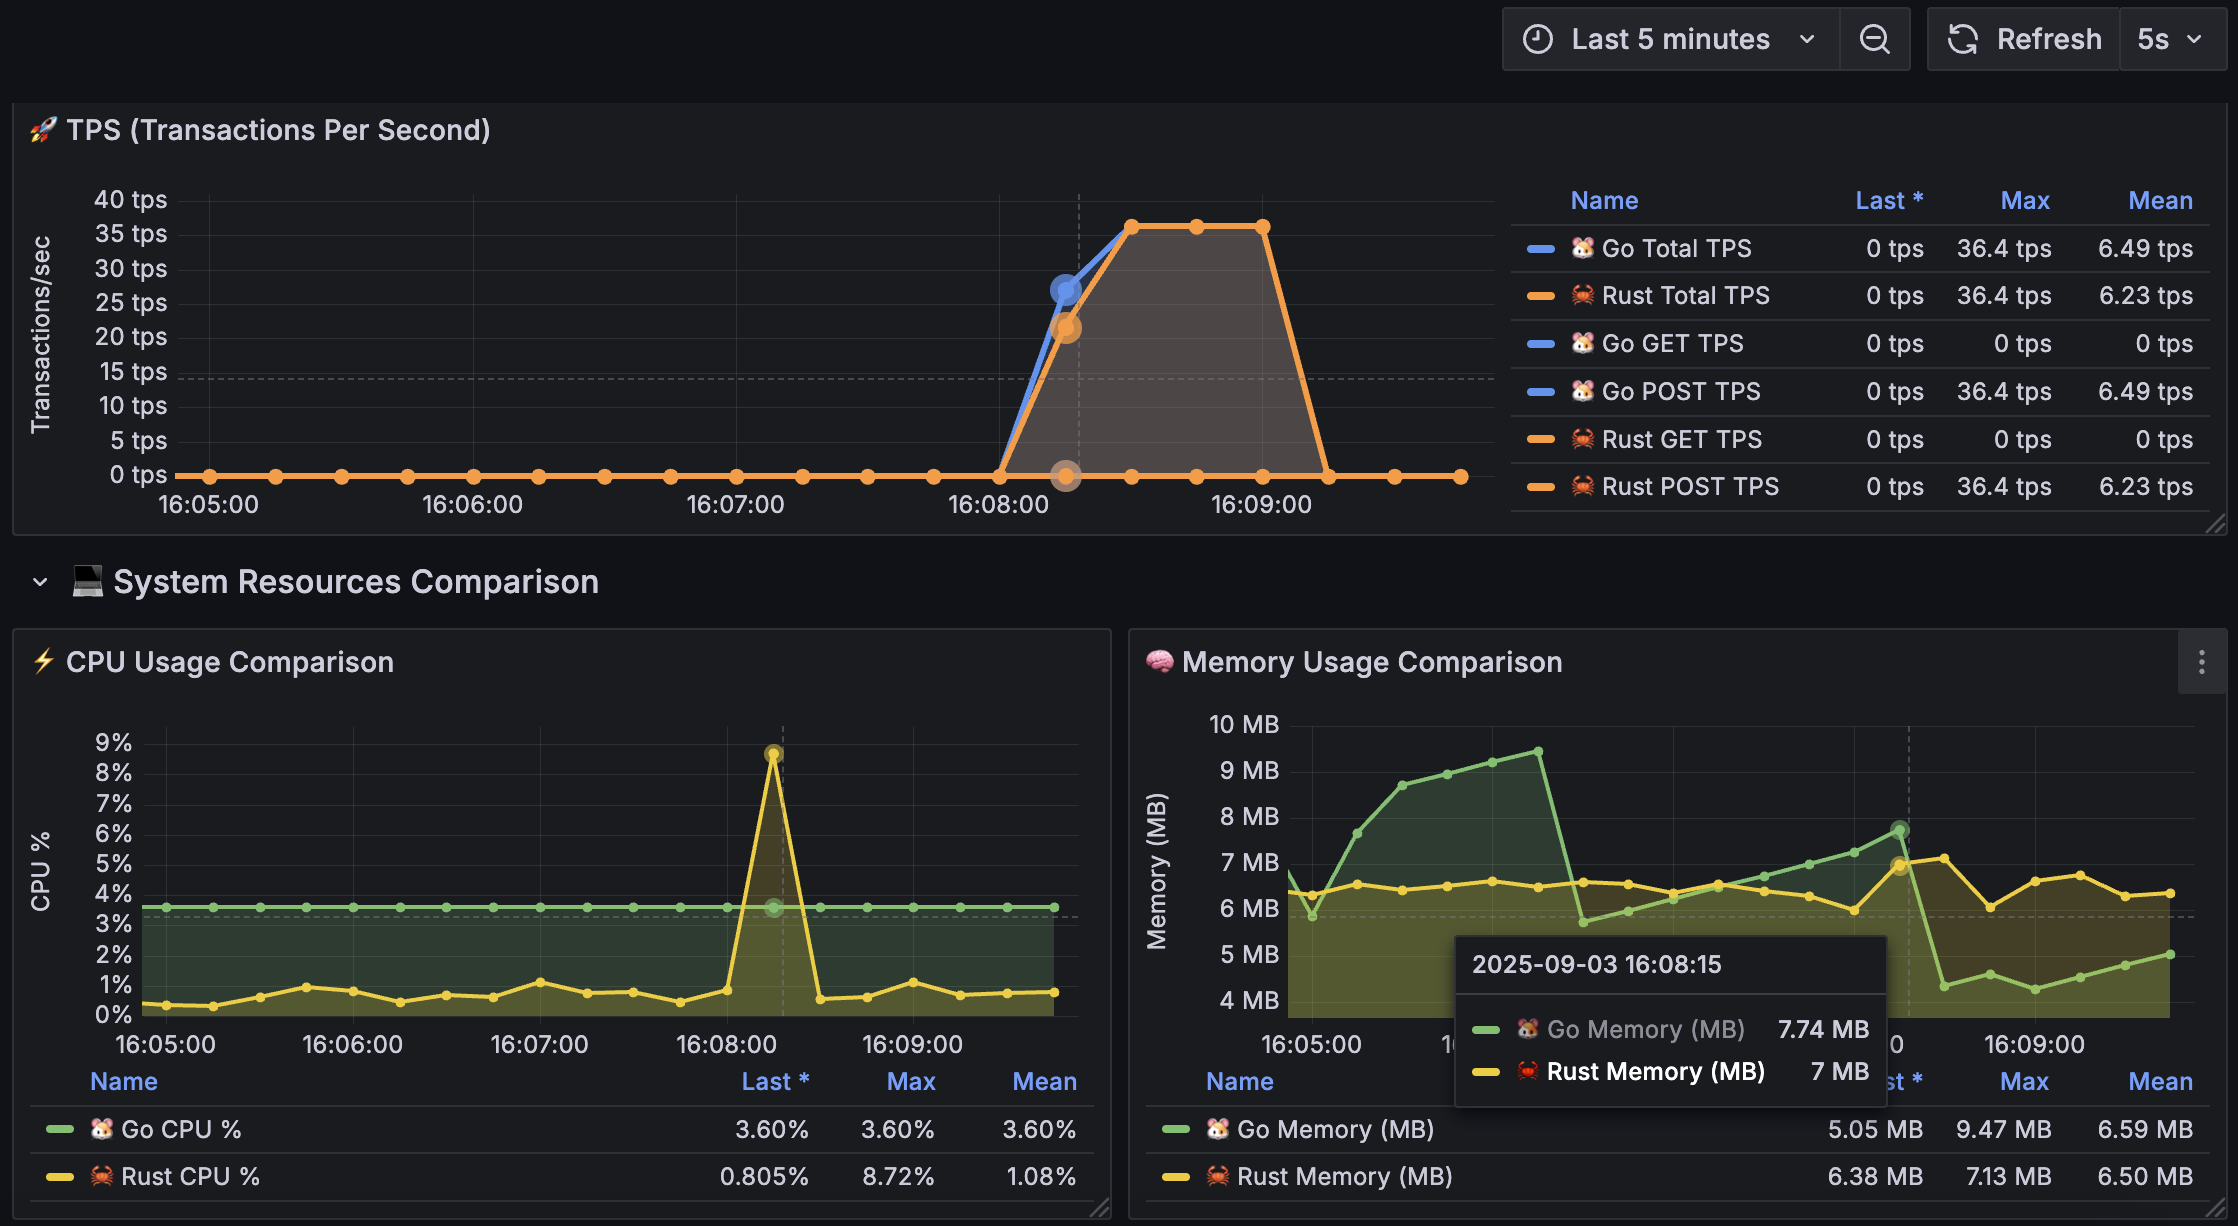 Last 5 minutes
Refresh
5s
🚀 TPS (Transactions Per Second)
Transactions/sec
40 tps
35 tps
30 tps
25 tps
20 tps
15 tps
10 tps
5 tps
0 tps
16:05:00 16:06:00 16:07:00 16:08:00 16:09:00
Name Last * Max Mean
🐹 Go Total TPS 0 tps 36.4 tps 6.49 tps
🦀 Rust Total TPS 0 tps 36.4 tps 6.23 tps
🐹 Go GET TPS 0 tps 0 tps 0 tps
🐹 Go POST TPS 0 tps 36.4 tps 6.49 tps
🦀 Rust GET TPS 0 tps 0 tps 0 tps
🦀 Rust POST TPS 0 tps 36.4 tps 6.23 tps
💻 System Resources Comparison
⚡ CPU Usage Comparison
CPU %
9%
8%
7%
6%
5%
4%
3%
2%
1%
0%
16:05:00 16:06:00 16:07:00 16:08:00 16:09:00
Name Last * Max Mean
🐹 Go CPU % 3.60% 3.60% 3.60%
🦀 Rust CPU % 0.805% 8.72% 1.08%
🧠 Memory Usage Comparison
Memory (MB)
10 MB
9 MB
8 MB
7 MB
6 MB
5 MB
4 MB
16:05:00 1 0 16:09:00
2025-09-03 16:08:15
🐹 Go Memory (MB) 7.74 MB
🦀 Rust Memory (MB) 7 MB
Name st * Max Mean
🐹 Go Memory (MB) 5.05 MB 9.47 MB 6.59 MB
🦀 Rust Memory (MB) 6.38 MB 7.13 MB 6.50 MB